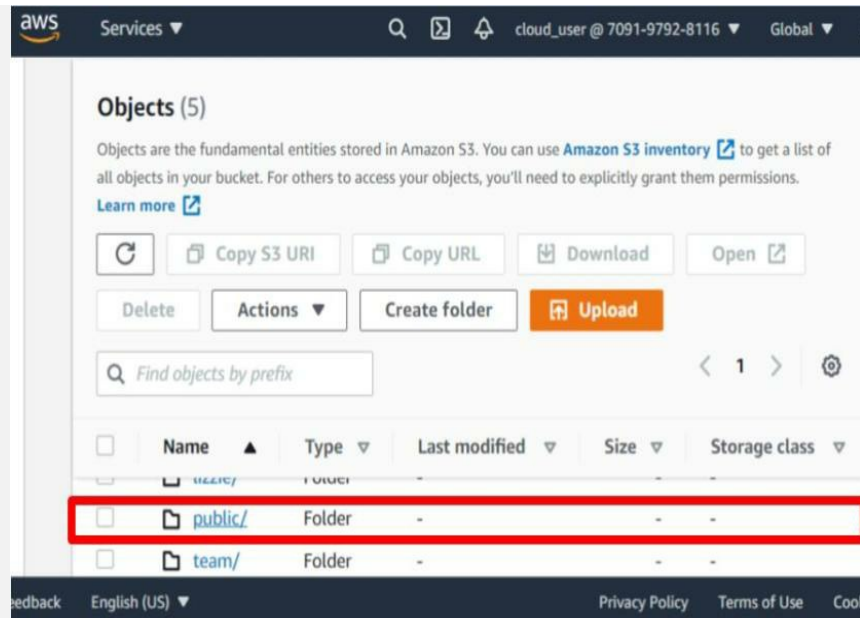 aws Services ▼ cloud_user @ 7091-9792-8116 ▼ Global ▼
Objects (5)
Objects are the fundamental entities stored in Amazon S3. You can use Amazon S3 inventory to get a list of
all objects in your bucket. For others to access your objects, you'll need to explicitly grant them permissions.
Learn more
Copy S3 URI Copy URL Download Open
Delete Actions ▼ Create folder Upload
Find objects by prefix < 1 >
Name ▲ Type ▽ Last modified ▽ Size ▽ Storage class ▽
lizzie/ Folder - - -
public/ Folder - - -
team/ Folder - - -
eedback English (US) ▼ Privacy Policy Terms of Use Coo